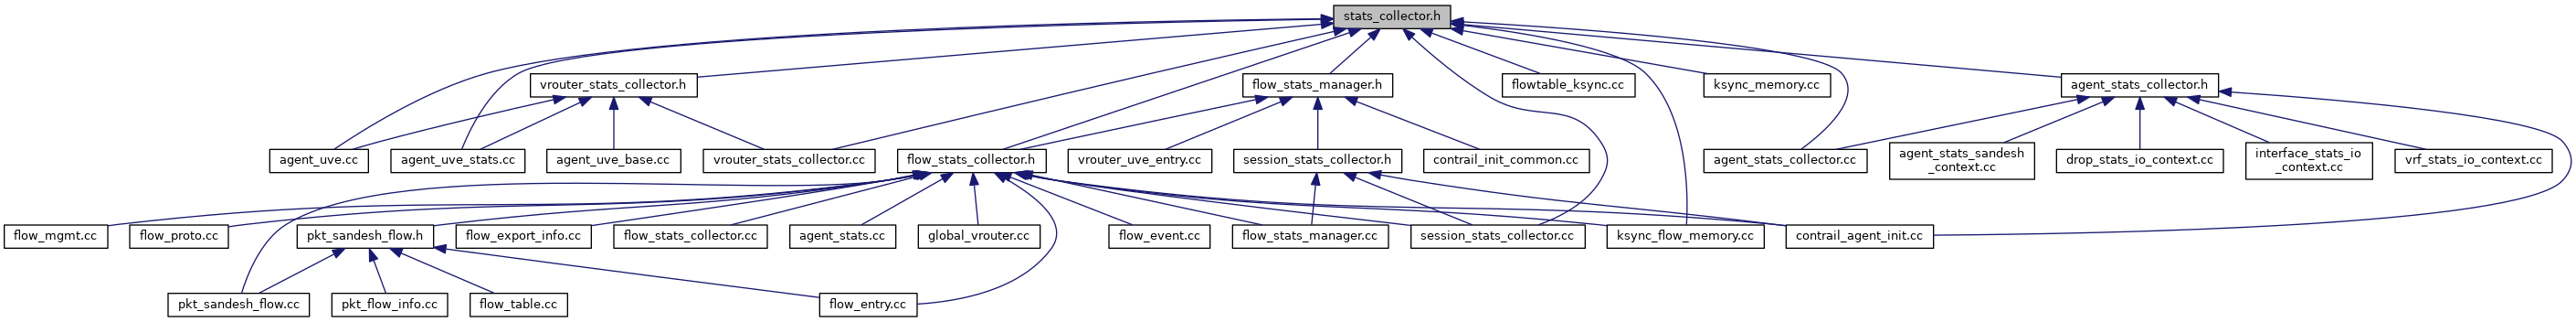 stats_collector.h
vrouter_stats_collector.h
flow_stats_manager.h
flowtable_ksync.cc
ksync_memory.cc
agent_stats_collector.h
agent_uve.cc
agent_uve_stats.cc
agent_uve_base.cc
vrouter_stats_collector.cc
flow_stats_collector.h
vrouter_uve_entry.cc
session_stats_collector.h
contrail_init_common.cc
agent_stats_collector.cc
agent_stats_sandesh
_context.cc
drop_stats_io_context.cc
interface_stats_io
_context.cc
vrf_stats_io_context.cc
flow_mgmt.cc
flow_proto.cc
pkt_sandesh_flow.h
flow_export_info.cc
flow_stats_collector.cc
agent_stats.cc
global_vrouter.cc
flow_event.cc
flow_stats_manager.cc
session_stats_collector.cc
ksync_flow_memory.cc
contrail_agent_init.cc
pkt_sandesh_flow.cc
pkt_flow_info.cc
flow_table.cc
flow_entry.cc